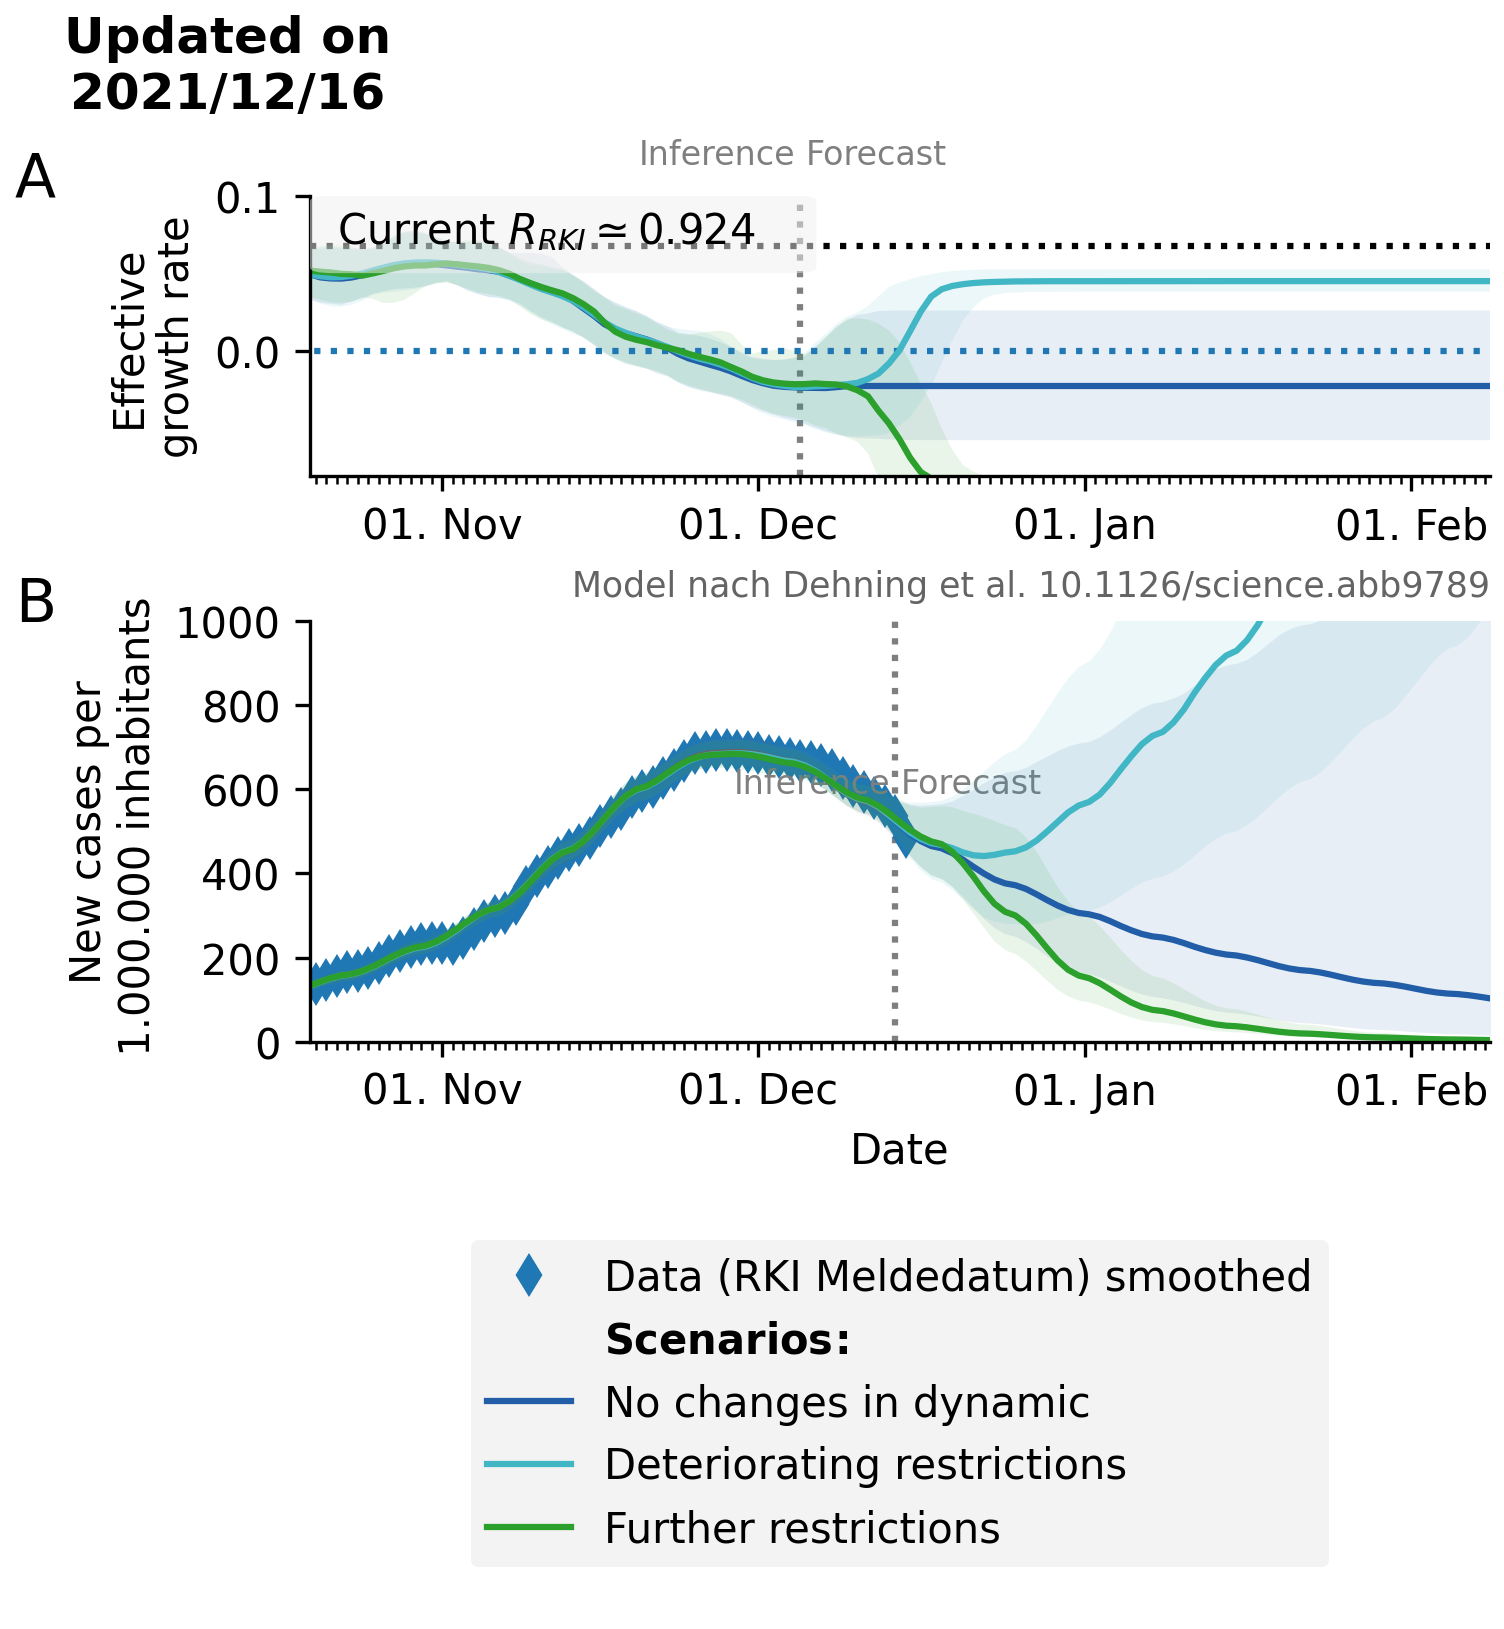 Updated on
2021/12/16
A
Inference Forecast
Effective
growth rate
0.1
0.0
Current R_RKI ≃ 0.924
01. Nov
01. Dec
01. Jan
01. Feb
Model nach Dehning et al. 10.1126/science.abb9789
B
New cases per
1.000.000 inhabitants
1000
800
600
400
200
0
Inference Forecast
01. Nov
01. Dec
01. Jan
01. Feb
Date
Data (RKI Meldedatum) smoothed
Scenarios:
No changes in dynamic
Deteriorating restrictions
Further restrictions